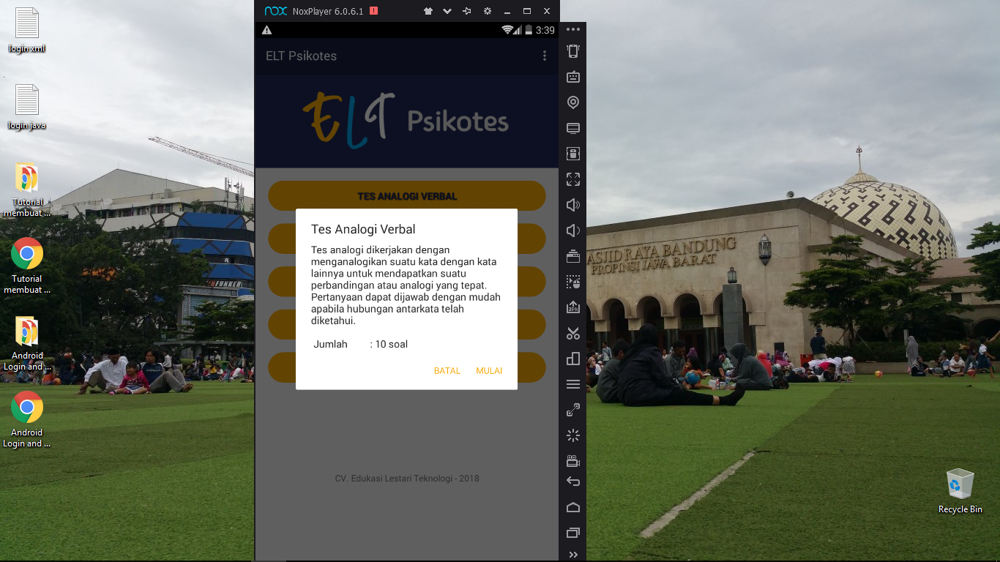 login.xml
login.java
Tutorial
membuat ...
Tutorial
membuat ...
Android
Login and ...
Android
Login and ...
nox NoxPlayer 6.0.6.1
3:39
ELT Psikotes
ELT Psikotes
TES ANALOGI VERBAL
Tes Analogi Verbal
Tes analogi dikerjakan dengan
menganalogikan suatu kata dengan kata
lainnya untuk mendapatkan suatu
perbandingan atau analogi yang tepat.
Pertanyaan dapat dijawab dengan mudah
apabila hubungan antarkata telah
diketahui.
Jumlah : 10 soal
BATAL MULAI
CV. Edukasi Lestari Teknologi - 2018
MASJID RAYA BANDUNG
PROPINSI JAWA BARAT
Recycle Bin